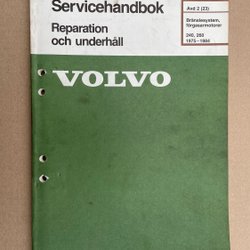 Servicehandbok
Reparation
och underhåll
Avd 2 (23)
Bränslesystem,
förgasarmotorer
240, 260
1975–1984
VOLVO